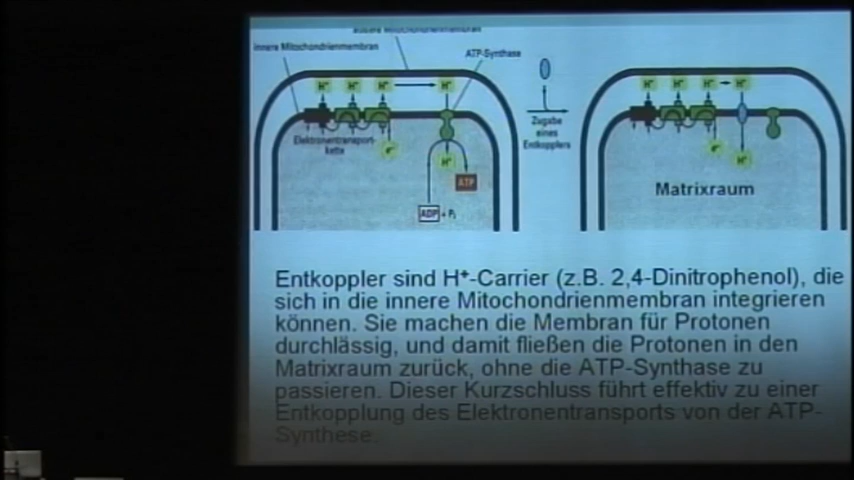 äussere Mitochondrienmembran
innere Mitochondrienmembran
ATP-Synthase
H⁺ H⁺ H⁺ H⁺
Elektronentransport-
kette
e⁻
H⁺
ATP
ADP + Pᵢ
Zugabe
eines
Entkopplers
H⁺ H⁺ H⁺ H⁺
e⁻
H⁺
Matrixraum
Entkoppler sind H⁺-Carrier (z.B. 2,4-Dinitrophenol), die
sich in die innere Mitochondrienmembran integrieren
können. Sie machen die Membran für Protonen
durchlässig, und damit fließen die Protonen in den
Matrixraum zurück, ohne die ATP-Synthase zu
passieren. Dieser Kurzschluss führt effektiv zu einer
Entkopplung des Elektronentransports von der ATP-
Synthese.